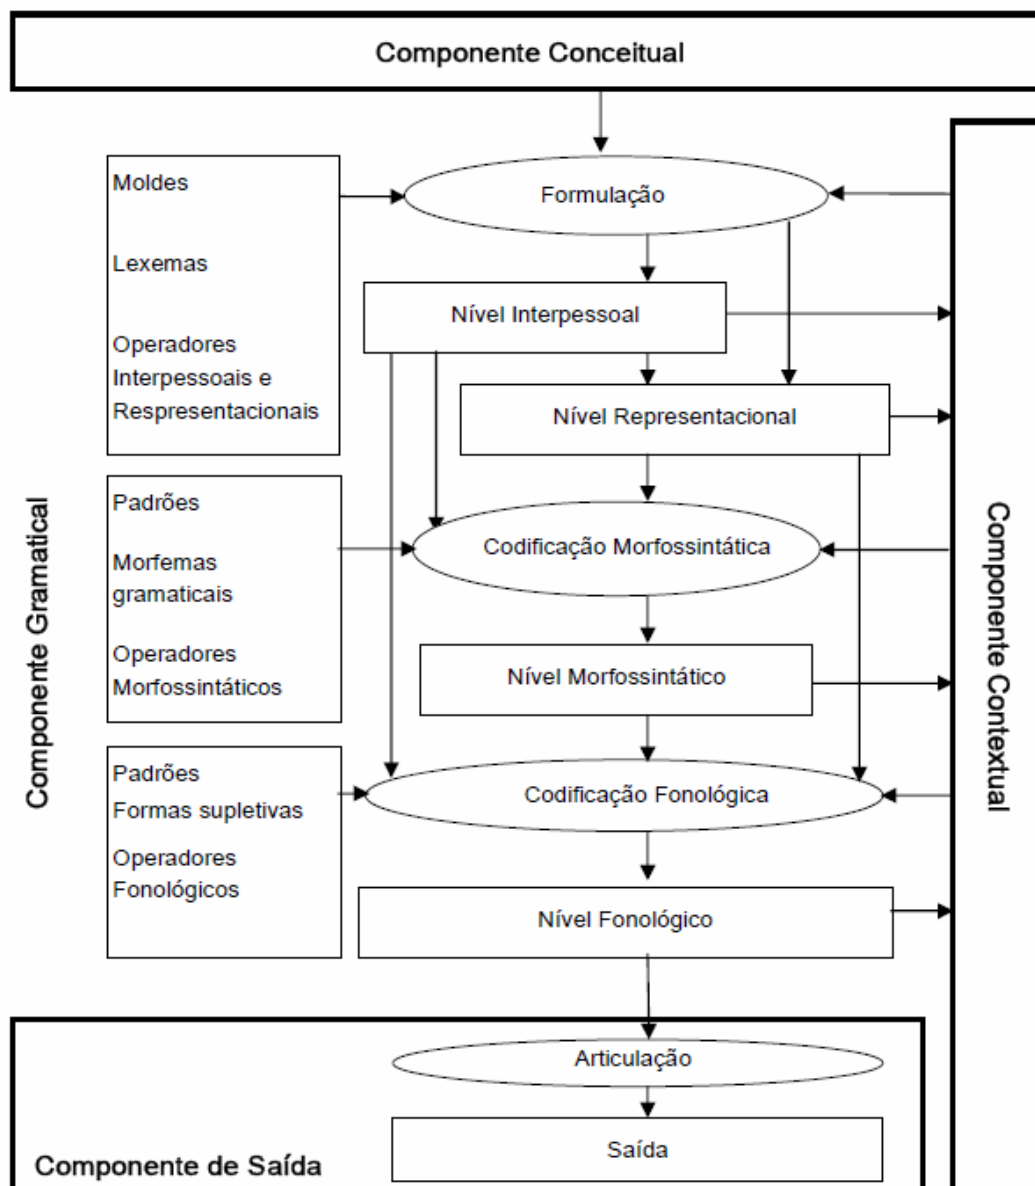 Componente Conceitual
Moldes
Lexemas
Operadores
Interpessoais e
Respresentacionais
Formulação
Nível Interpessoal
Nível Representacional
Componente Gramatical
Padrões
Morfemas
gramaticais
Operadores
Morfossintáticos
Codificação Morfossintática
Nível Morfossintático
Componente Contextual
Padrões
Formas supletivas
Operadores
Fonológicos
Codificação Fonológica
Nível Fonológico
Articulação
Saída
Componente de Saída